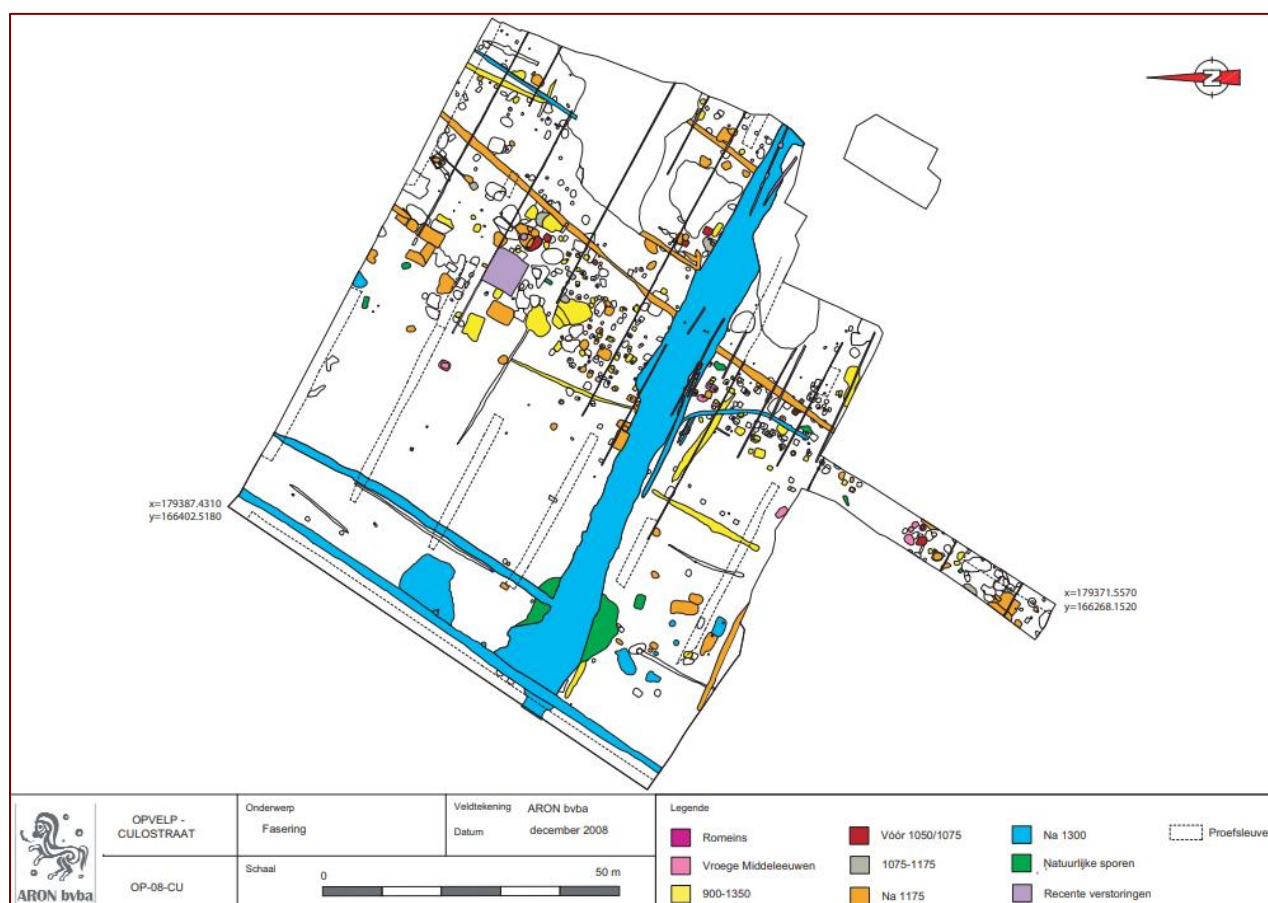 N
x=179387.4310
y=166402.5180
x=179371.5570
y=166268.1520
OPVELP -
CULOSTRAAT
OP-08-CU
ARON bvba
Onderwerp
Fasering
Veldtekening ARON bvba
Datum december 2008
Schaal
0 50 m
Legende
Romeins
Vroege Middeleeuwen
900-1350
Vóór 1050/1075
1075-1175
Na 1175
Na 1300
Natuurlijke sporen
Recente verstoringen
Proefsleuve